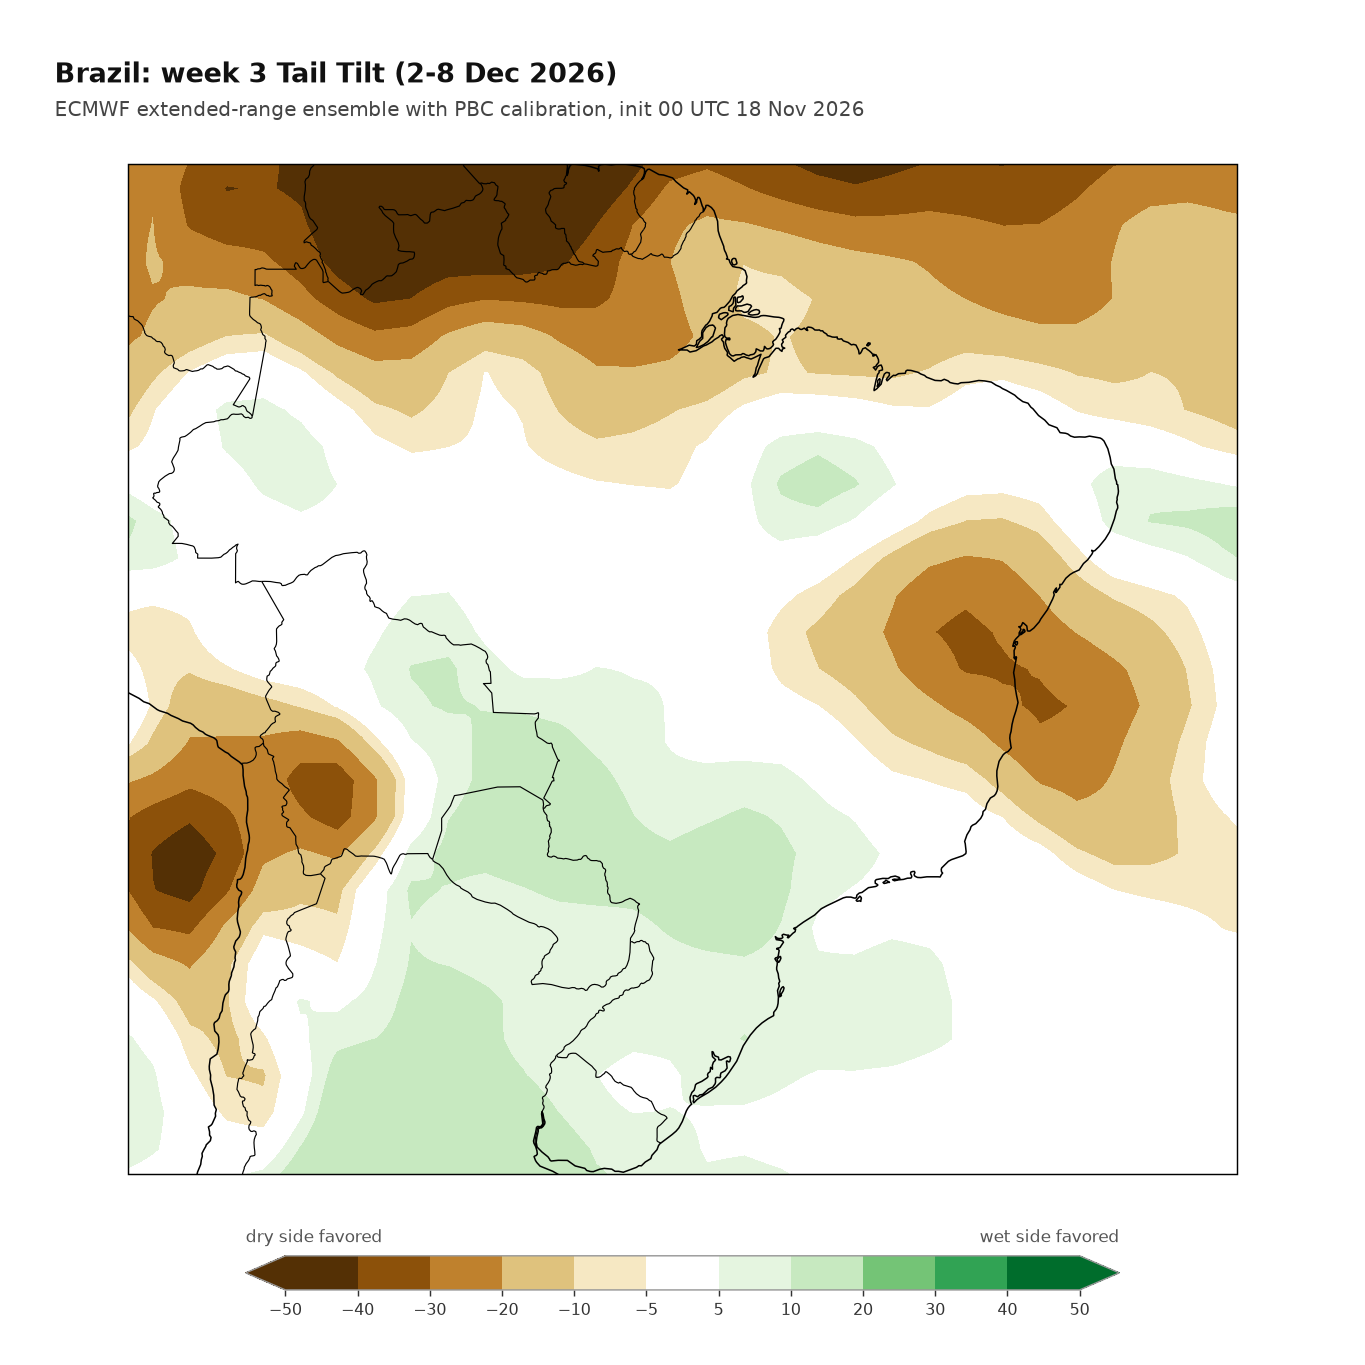 Brazil: week 3 Tail Tilt (2-8 Dec 2026)
ECMWF extended-range ensemble with PBC calibration, init 00 UTC 18 Nov 2026
dry side favored wet side favored
−50 −40 −30 −20 −10 −5 5 10 20 30 40 50